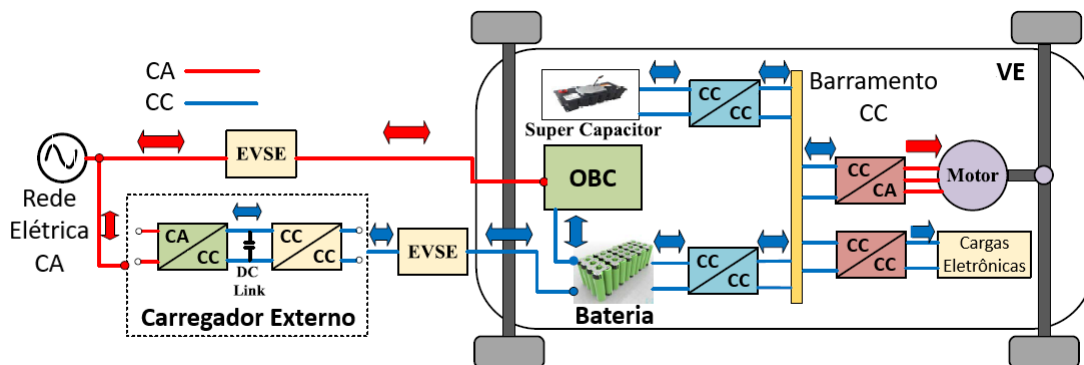 CA
CC
Rede
Elétrica
CA
EVSE
CA
CC
DC
Link
CC
CC
Carregador Externo
EVSE
VE
Super Capacitor
CC
CC
Barramento
CC
OBC
Bateria
CC
CC
CC
CA
Motor
CC
CC
Cargas
Eletrônicas